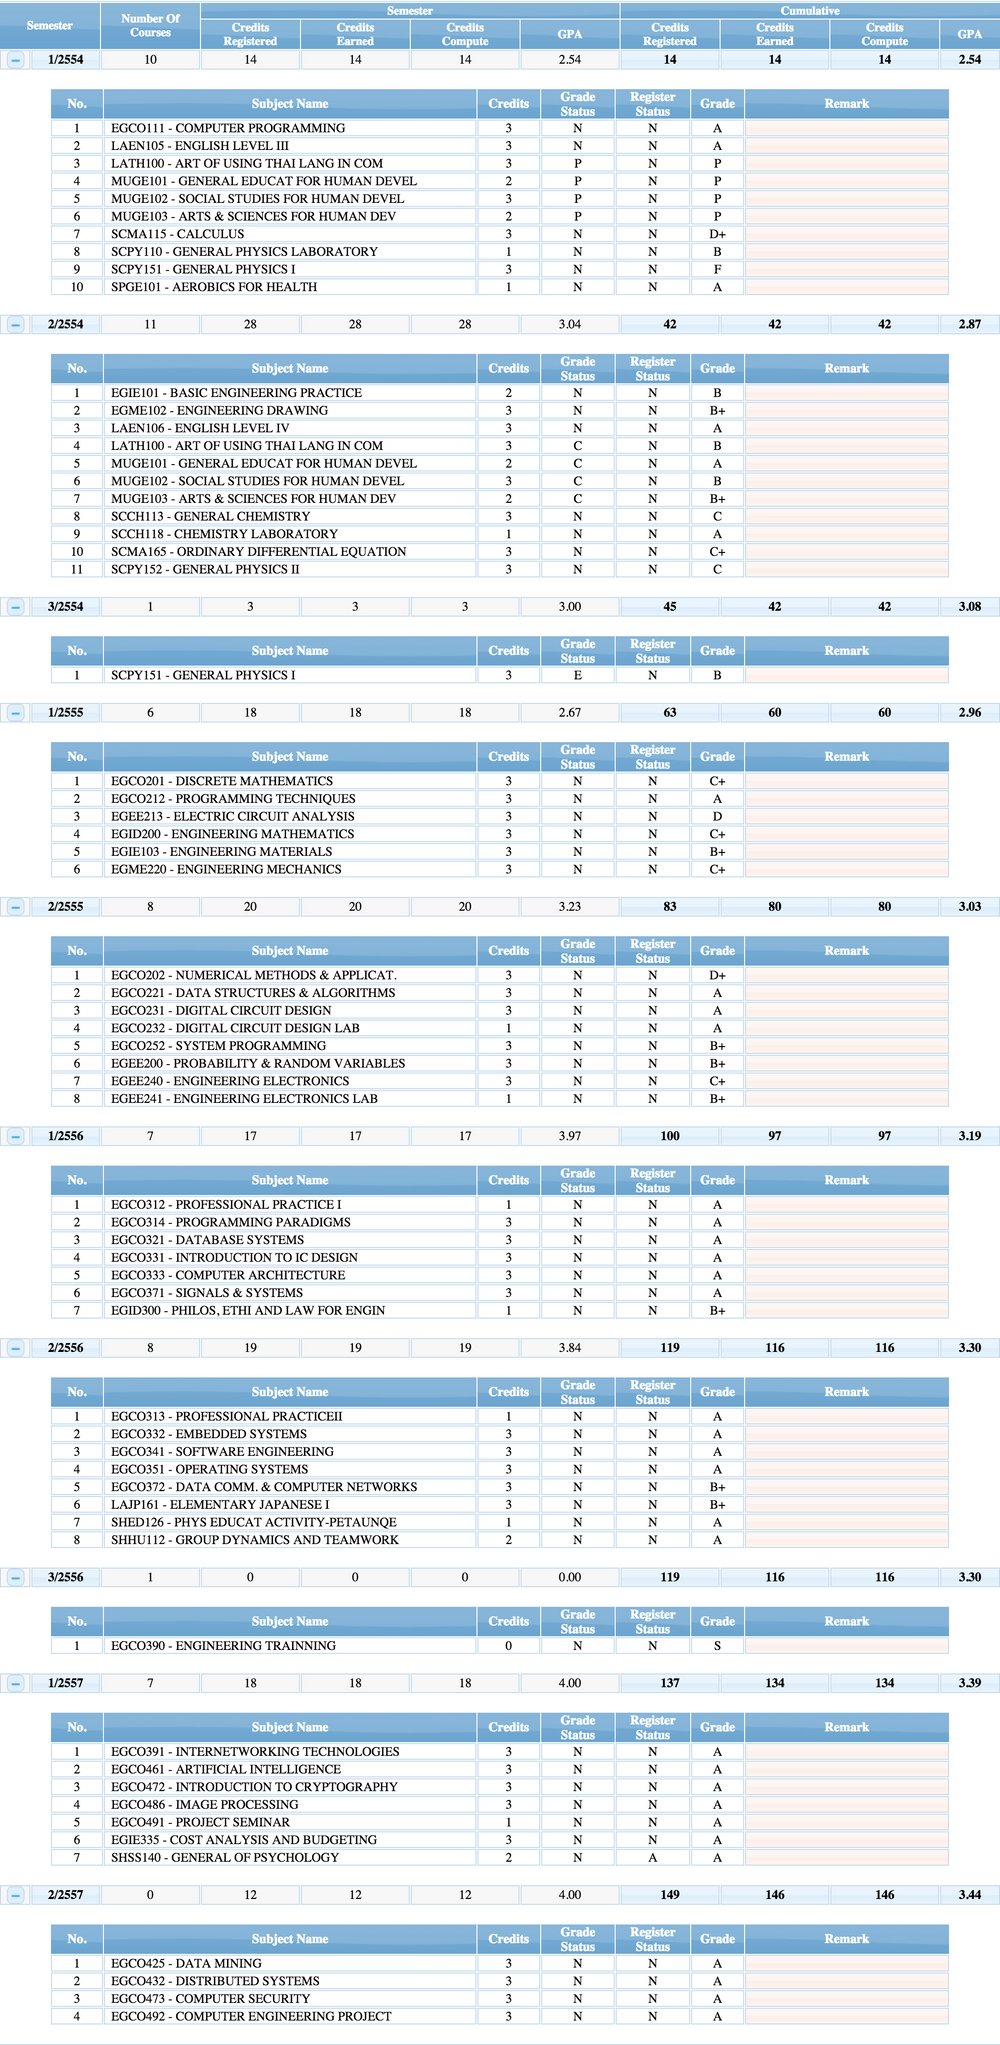 Semester Number Of Courses Semester Cumulative
Credits Registered Credits Earned Credits Compute GPA Credits Registered Credits Earned Credits Compute GPA
1/2554 10 14 14 14 2.54 14 14 14 2.54
No. Subject Name Credits Grade Status Register Status Grade Remark
1 EGCO111 - COMPUTER PROGRAMMING 3 N N A
2 LAEN105 - ENGLISH LEVEL III 3 N N A
3 LATH100 - ART OF USING THAI LANG IN COM 3 P N P
4 MUGE101 - GENERAL EDUCAT FOR HUMAN DEVEL 2 P N P
5 MUGE102 - SOCIAL STUDIES FOR HUMAN DEVEL 3 P N P
6 MUGE103 - ARTS & SCIENCES FOR HUMAN DEV 2 P N P
7 SCMA115 - CALCULUS 3 N N D+
8 SCPY110 - GENERAL PHYSICS LABORATORY 1 N N B
9 SCPY151 - GENERAL PHYSICS I 3 N N F
10 SPGE101 - AEROBICS FOR HEALTH 1 N N A
2/2554 11 28 28 28 3.04 42 42 42 2.87
No. Subject Name Credits Grade Status Register Status Grade Remark
1 EGIE101 - BASIC ENGINEERING PRACTICE 2 N N B
2 EGME102 - ENGINEERING DRAWING 3 N N B+
3 LAEN106 - ENGLISH LEVEL IV 3 N N A
4 LATH100 - ART OF USING THAI LANG IN COM 3 C N B
5 MUGE101 - GENERAL EDUCAT FOR HUMAN DEVEL 2 C N A
6 MUGE102 - SOCIAL STUDIES FOR HUMAN DEVEL 3 C N B
7 MUGE103 - ARTS & SCIENCES FOR HUMAN DEV 2 C N B+
8 SCCH113 - GENERAL CHEMISTRY 3 N N C
9 SCCH118 - CHEMISTRY LABORATORY 1 N N A
10 SCMA165 - ORDINARY DIFFERENTIAL EQUATION 3 N N C+
11 SCPY152 - GENERAL PHYSICS II 3 N N C
3/2554 1 3 3 3 3.00 45 42 42 3.08
No. Subject Name Credits Grade Status Register Status Grade Remark
1 SCPY151 - GENERAL PHYSICS I 3 E N B
1/2555 6 18 18 18 2.67 63 60 60 2.96
No. Subject Name Credits Grade Status Register Status Grade Remark
1 EGCO201 - DISCRETE MATHEMATICS 3 N N C+
2 EGCO212 - PROGRAMMING TECHNIQUES 3 N N A
3 EGEE213 - ELECTRIC CIRCUIT ANALYSIS 3 N N D
4 EGID200 - ENGINEERING MATHEMATICS 3 N N C+
5 EGIE103 - ENGINEERING MATERIALS 3 N N B+
6 EGME220 - ENGINEERING MECHANICS 3 N N C+
2/2555 8 20 20 20 3.23 83 80 80 3.03
No. Subject Name Credits Grade Status Register Status Grade Remark
1 EGCO202 - NUMERICAL METHODS & APPLICAT. 3 N N D+
2 EGCO221 - DATA STRUCTURES & ALGORITHMS 3 N N A
3 EGCO231 - DIGITAL CIRCUIT DESIGN 3 N N A
4 EGCO232 - DIGITAL CIRCUIT DESIGN LAB 1 N N A
5 EGCO252 - SYSTEM PROGRAMMING 3 N N B+
6 EGEE200 - PROBABILITY & RANDOM VARIABLES 3 N N B+
7 EGEE240 - ENGINEERING ELECTRONICS 3 N N C+
8 EGEE241 - ENGINEERING ELECTRONICS LAB 1 N N B+
1/2556 7 17 17 17 3.97 100 97 97 3.19
No. Subject Name Credits Grade Status Register Status Grade Remark
1 EGCO312 - PROFESSIONAL PRACTICE I 1 N N A
2 EGCO314 - PROGRAMMING PARADIGMS 3 N N A
3 EGCO321 - DATABASE SYSTEMS 3 N N A
4 EGCO331 - INTRODUCTION TO IC DESIGN 3 N N A
5 EGCO333 - COMPUTER ARCHITECTURE 3 N N A
6 EGCO371 - SIGNALS & SYSTEMS 3 N N A
7 EGID300 - PHILOS, ETHI AND LAW FOR ENGIN 1 N N B+
2/2556 8 19 19 19 3.84 119 116 116 3.30
No. Subject Name Credits Grade Status Register Status Grade Remark
1 EGCO313 - PROFESSIONAL PRACTICEII 1 N N A
2 EGCO332 - EMBEDDED SYSTEMS 3 N N A
3 EGCO341 - SOFTWARE ENGINEERING 3 N N A
4 EGCO351 - OPERATING SYSTEMS 3 N N A
5 EGCO372 - DATA COMM. & COMPUTER NETWORKS 3 N N B+
6 LAJP161 - ELEMENTARY JAPANESE I 3 N N B+
7 SHED126 - PHYS EDUCAT ACTIVITY-PETAUNQE 1 N N A
8 SHHU112 - GROUP DYNAMICS AND TEAMWORK 2 N N A
3/2556 1 0 0 0 0.00 119 116 116 3.30
No. Subject Name Credits Grade Status Register Status Grade Remark
1 EGCO390 - ENGINEERING TRAINNING 0 N N S
1/2557 7 18 18 18 4.00 137 134 134 3.39
No. Subject Name Credits Grade Status Register Status Grade Remark
1 EGCO391 - INTERNETWORKING TECHNOLOGIES 3 N N A
2 EGCO461 - ARTIFICIAL INTELLIGENCE 3 N N A
3 EGCO472 - INTRODUCTION TO CRYPTOGRAPHY 3 N N A
4 EGCO486 - IMAGE PROCESSING 3 N N A
5 EGCO491 - PROJECT SEMINAR 1 N N A
6 EGIE335 - COST ANALYSIS AND BUDGETING 3 N N A
7 SHSS140 - GENERAL OF PSYCHOLOGY 2 N A A
2/2557 0 12 12 12 4.00 149 146 146 3.44
No. Subject Name Credits Grade Status Register Status Grade Remark
1 EGCO425 - DATA MINING 3 N N A
2 EGCO432 - DISTRIBUTED SYSTEMS 3 N N A
3 EGCO473 - COMPUTER SECURITY 3 N N A
4 EGCO492 - COMPUTER ENGINEERING PROJECT 3 N N A